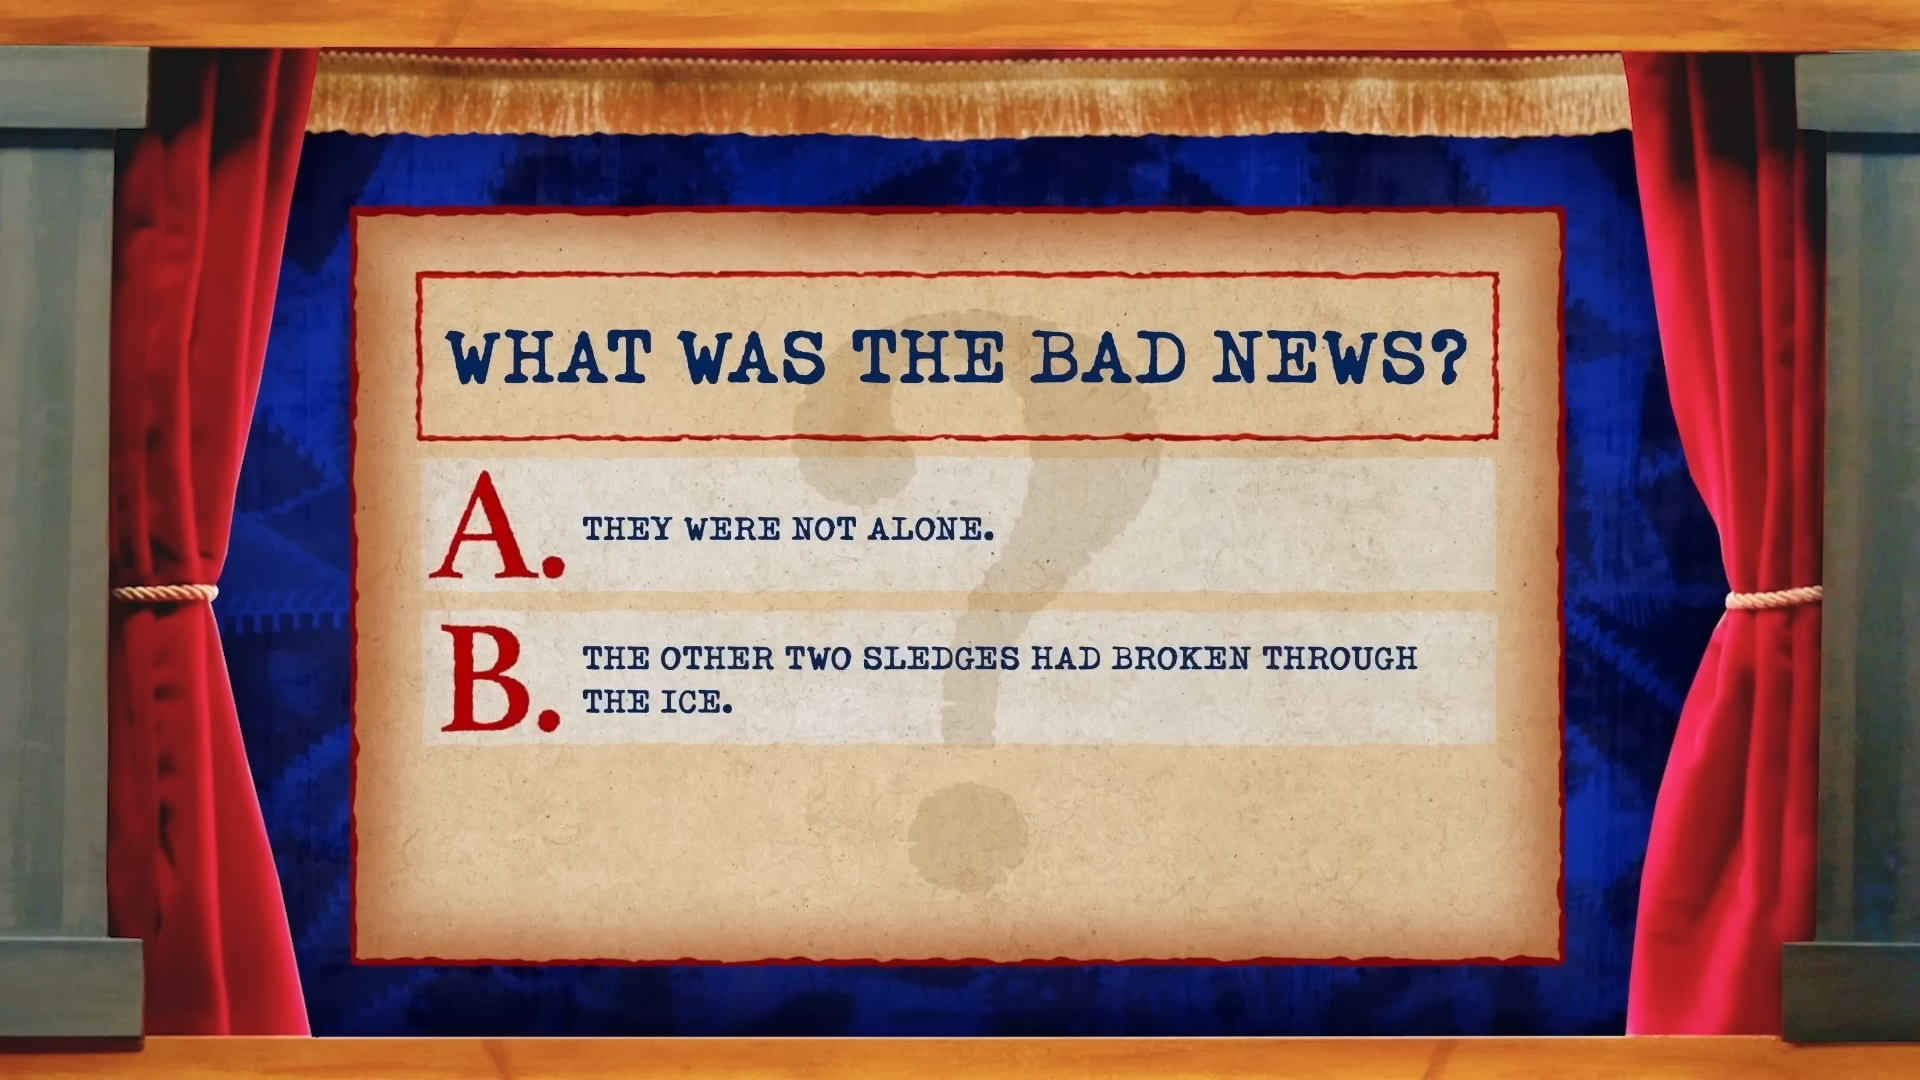 WHAT WAS THE BAD NEWS?
A. THEY WERE NOT ALONE.
B. THE OTHER TWO SLEDGES HAD BROKEN THROUGH
THE ICE.